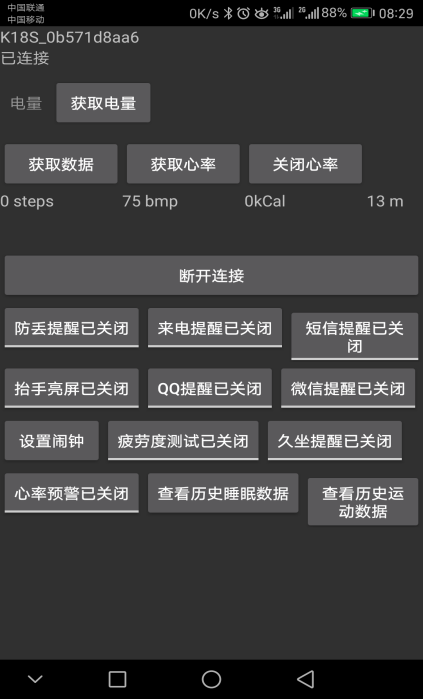 中国联通
中国移动
0K/s 3G 2G 88% 08:29
K18S_0b571d8aa6
已连接
电量 获取电量
获取数据 获取心率 关闭心率
0 steps 75 bmp 0kCal 13 m
断开连接
防丢提醒已关闭 来电提醒已关闭 短信提醒已关
闭
抬手亮屏已关闭 QQ提醒已关闭 微信提醒已关闭
设置闹钟 疲劳度测试已关闭 久坐提醒已关闭
心率预警已关闭 查看历史睡眠数据 查看历史运
动数据